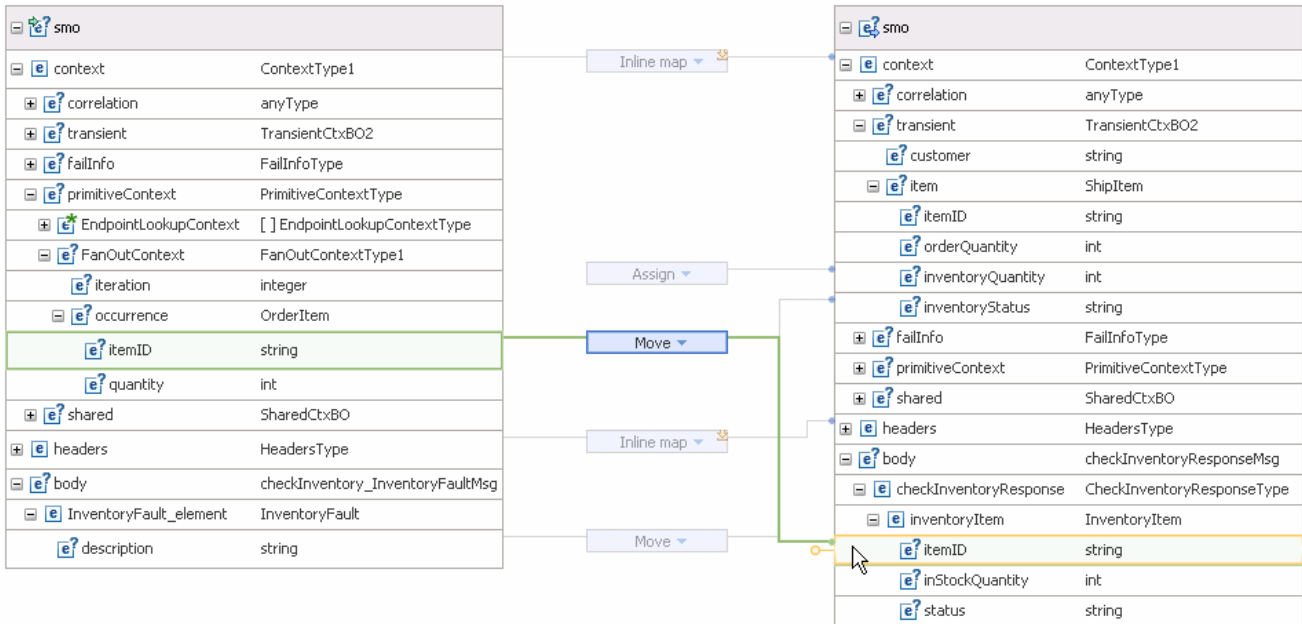 smo
context ContextType1
correlation anyType
transient TransientCtxBO2
failInfo FailInfoType
primitiveContext PrimitiveContextType
EndpointLookupContext [ ] EndpointLookupContextType
FanOutContext FanOutContextType1
iteration integer
occurrence OrderItem
itemID string
quantity int
shared SharedCtxBO
headers HeadersType
body checkInventory_InventoryFaultMsg
InventoryFault_element InventoryFault
description string
Inline map
Assign
Move
Inline map
Move
smo
context ContextType1
correlation anyType
transient TransientCtxBO2
customer string
item ShipItem
itemID string
orderQuantity int
inventoryQuantity int
inventoryStatus string
failInfo FailInfoType
primitiveContext PrimitiveContextType
shared SharedCtxBO
headers HeadersType
body checkInventoryResponseMsg
checkInventoryResponse CheckInventoryResponseType
inventoryItem InventoryItem
itemID string
inStockQuantity int
status string